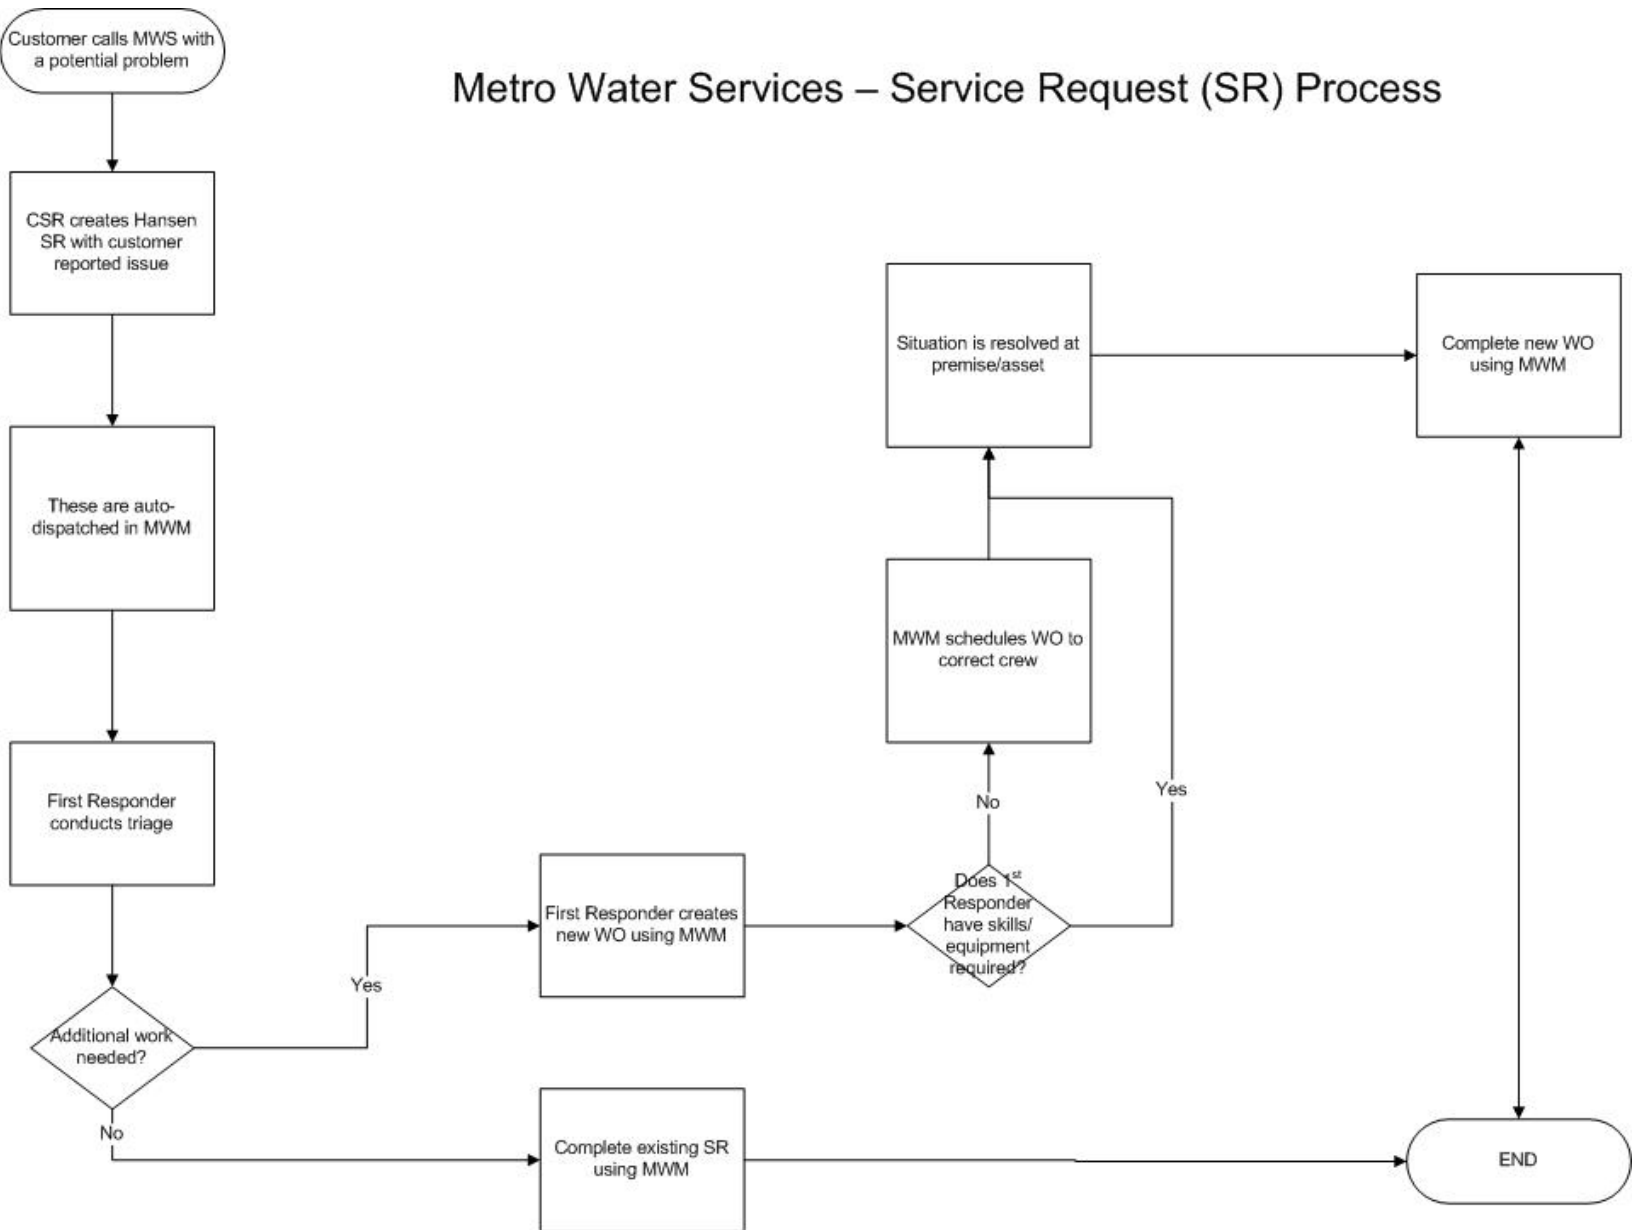 Customer calls MWS with
a potential problem
Metro Water Services – Service Request (SR) Process
CSR creates Hansen
SR with customer
reported issue
These are auto-
dispatched in MWM
First Responder
conducts triage
Additional work
needed?
Yes
No
First Responder creates
new WO using MWM
Complete existing SR
using MWM
Does 1st
Responder
have skills/
equipment
required?
No
Yes
MWM schedules WO to
correct crew
Situation is resolved at
premise/asset
Complete new WO
using MWM
END